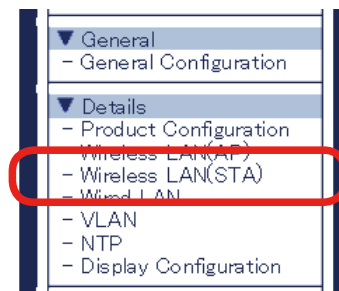 ▼ General
- General Configuration
▼ Details
- Product Configuration
- Wireless LAN(AP)
- Wireless LAN(STA)
- Wired LAN
- VLAN
- NTP
- Display Configuration